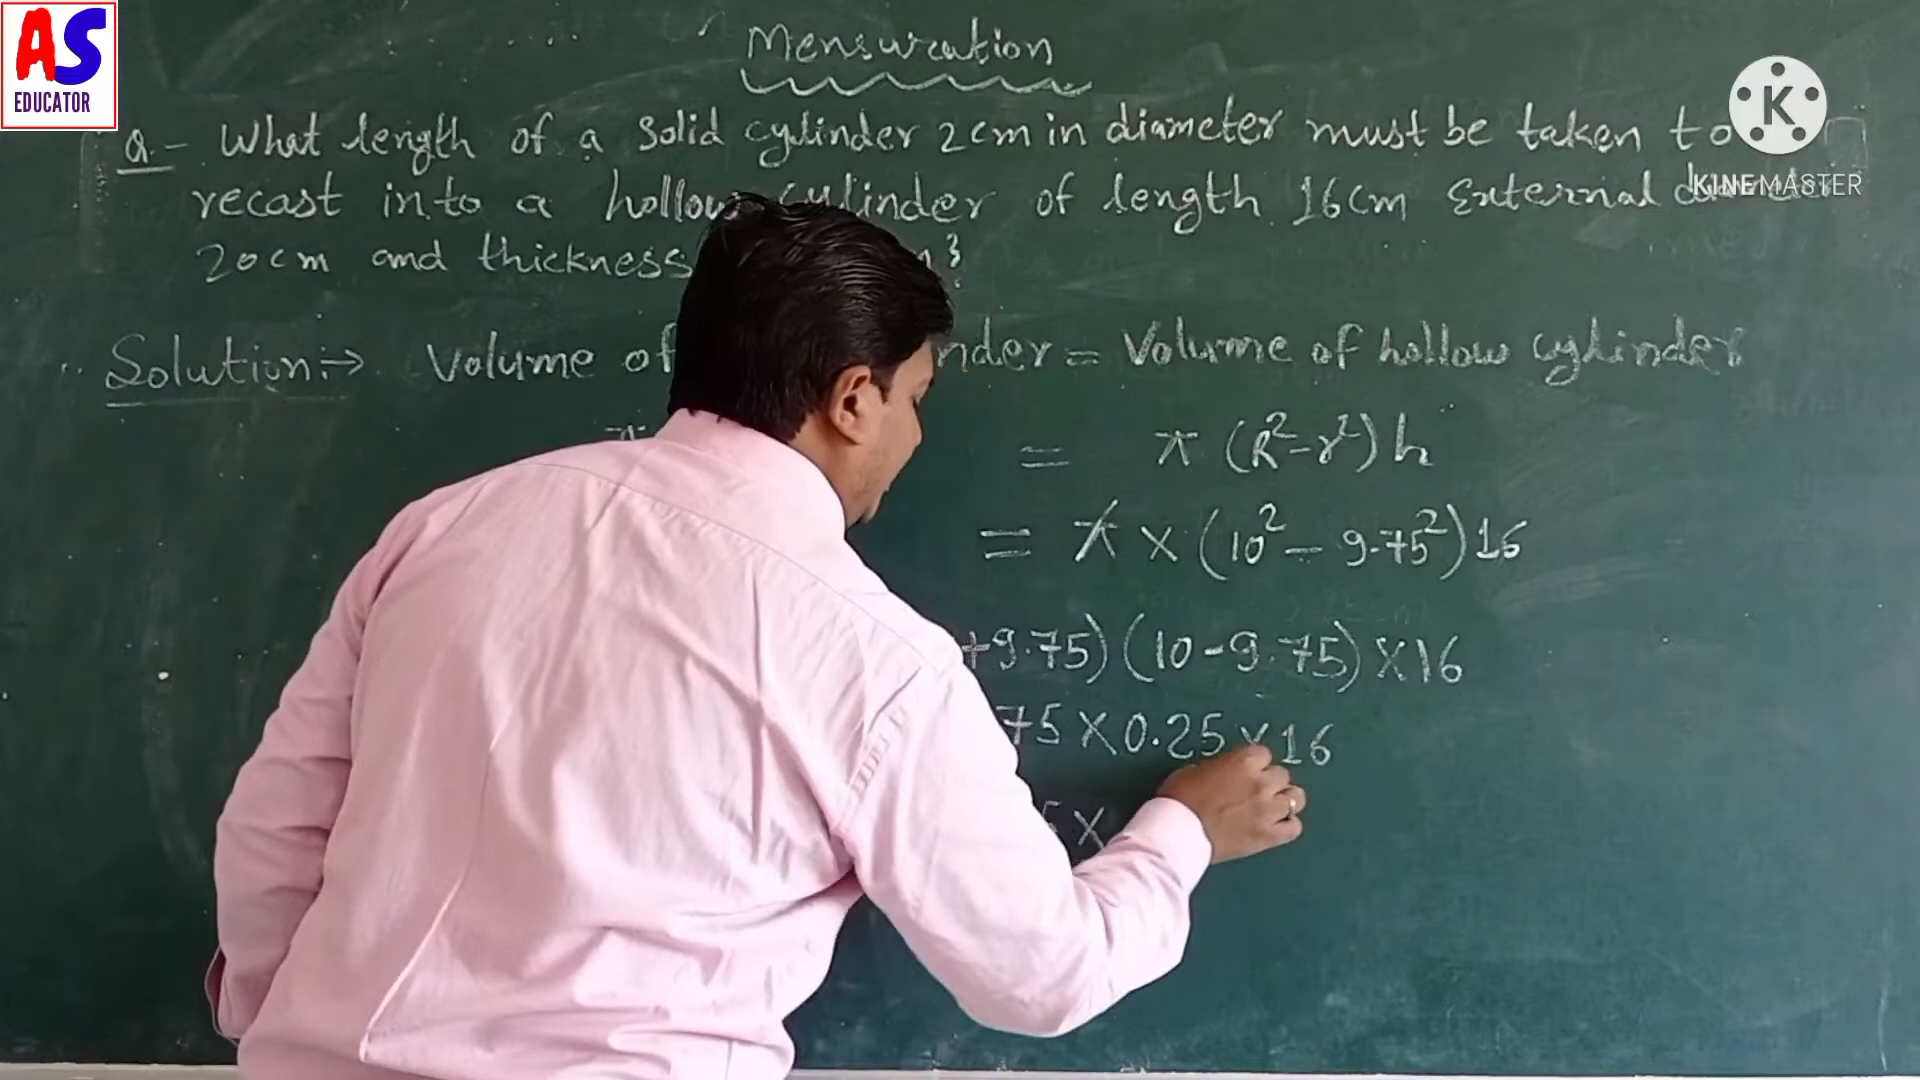 AS
EDUCATOR
Mensuration
K
KINEMASTER
Q.- What length of a solid cylinder 2cm in diameter must be taken to
recast into a hollow cylinder of length 16cm External
20cm and thickness
Solution:→ Volume of = Volume of hollow cylinder
= π (R²-r²)h
= π × (10² - 9.75²)16
+9.75)(10-9.75)×16
75×0.25×16
5×